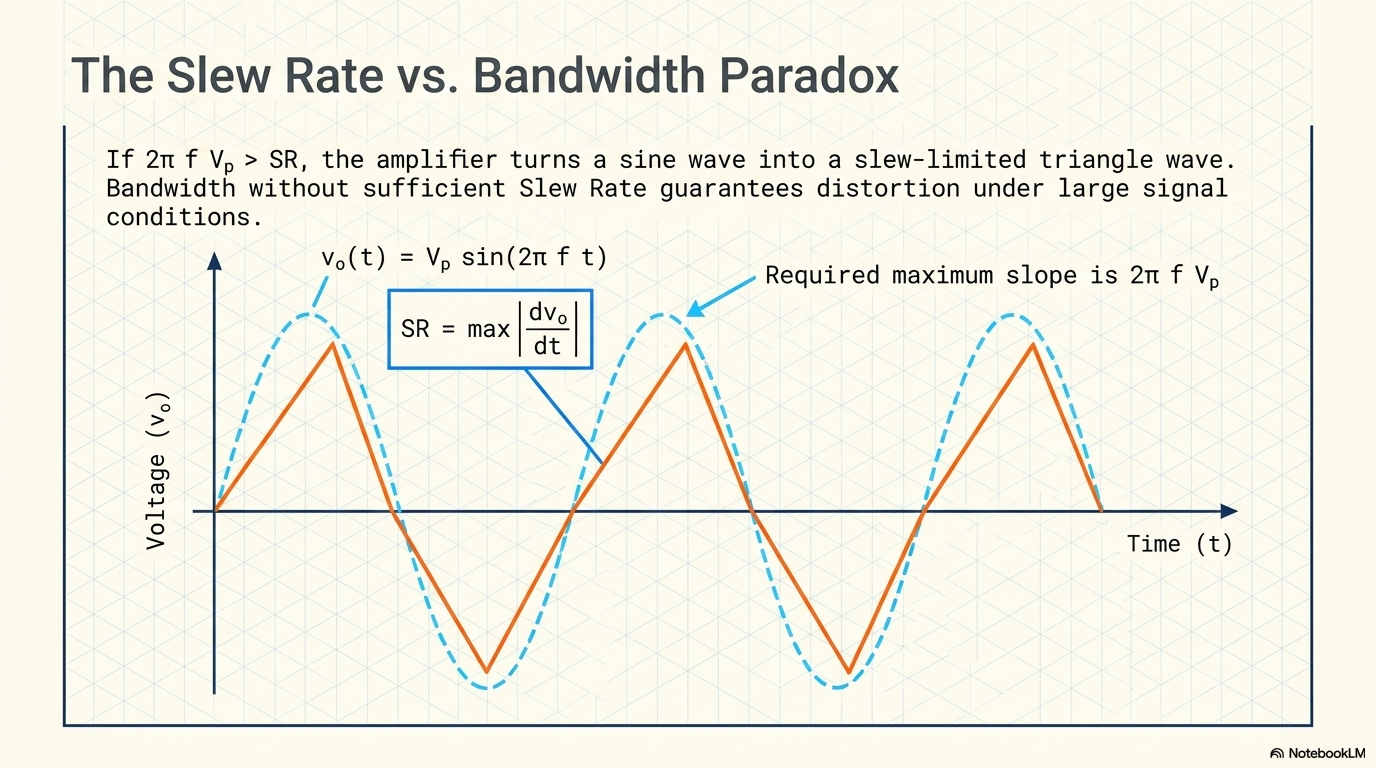 The Slew Rate vs. Bandwidth Paradox
If 2π f Vₚ > SR, the amplifier turns a sine wave into a slew-limited triangle wave.
Bandwidth without sufficient Slew Rate guarantees distortion under large signal
conditions.
vₒ(t) = Vₚ sin(2π f t)
Required maximum slope is 2π f Vₚ
SR = max |dvₒ/dt|
Voltage (vₒ)
Time (t)
NotebookLM